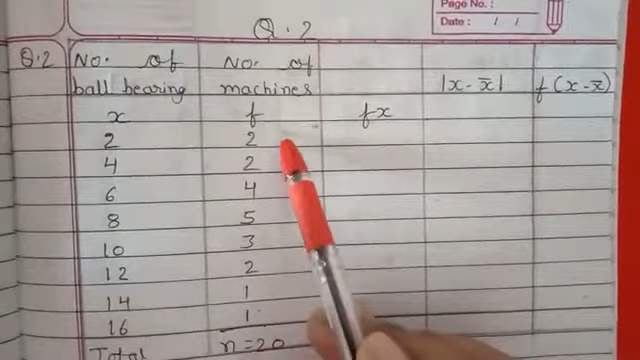 Page No. :
Date : / /
Q. 2
Q.2 No. of No. of
ball bearing machines |x - x̄| f(x - x̄)
x f fx
2 2
4 2
6 4
8 5
10 3
12 2
14 1
16 1
Total n = 20